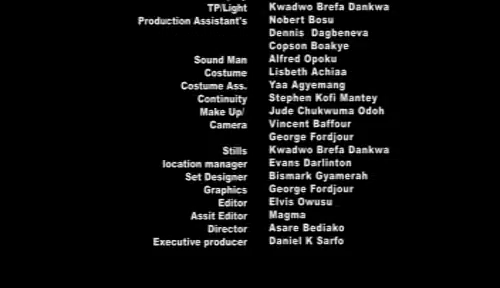 TP/Light Kwadwo Brefa Dankwa
Production Assistant's Nobert Bosu
Dennis Dagbeneva
Copson Boakye
Sound Man Alfred Opoku
Costume Lisbeth Achiaa
Costume Ass. Yaa Agyemang
Continuity Stephen Kofi Mantey
Make Up/ Jude Chukwuma Odoh
Camera Vincent Baffour
George Fordjour
Stills Kwadwo Brefa Dankwa
location manager Evans Darlinton
Set Designer Bismark Gyamerah
Graphics George Fordjour
Editor Elvis Owusu
Assit Editor Magma
Director Asare Bediako
Executive producer Daniel K Sarfo